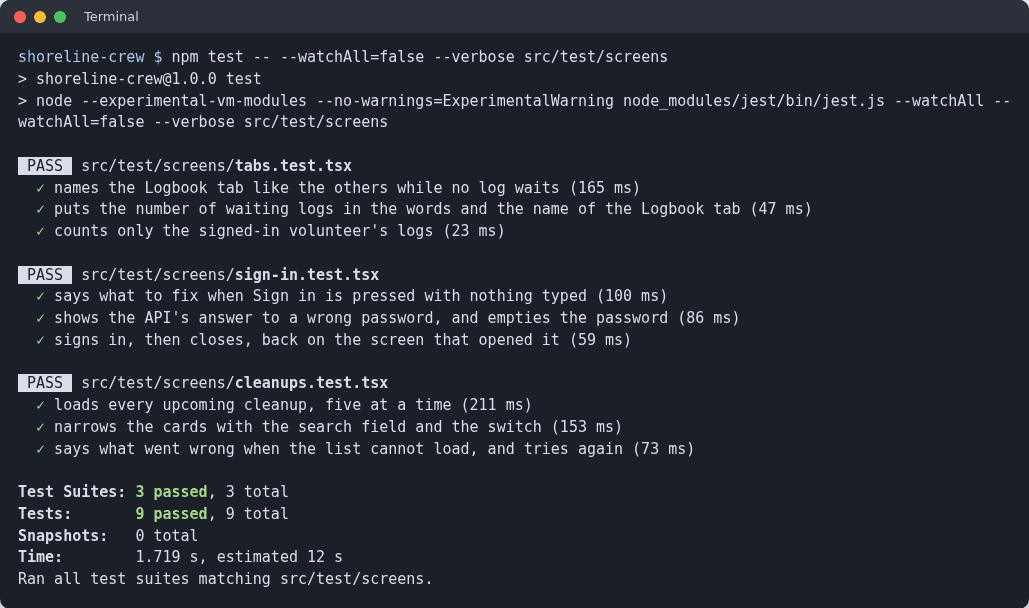 Terminal
shoreline-crew $ npm test -- --watchAll=false --verbose src/test/screens
> shoreline-crew@1.0.0 test
> node --experimental-vm-modules --no-warnings=ExperimentalWarning node_modules/jest/bin/jest.js --watchAll --
watchAll=false --verbose src/test/screens
PASS src/test/screens/tabs.test.tsx
✓ names the Logbook tab like the others while no log waits (165 ms)
✓ puts the number of waiting logs in the words and the name of the Logbook tab (47 ms)
✓ counts only the signed-in volunteer's logs (23 ms)
PASS src/test/screens/sign-in.test.tsx
✓ says what to fix when Sign in is pressed with nothing typed (100 ms)
✓ shows the API's answer to a wrong password, and empties the password (86 ms)
✓ signs in, then closes, back on the screen that opened it (59 ms)
PASS src/test/screens/cleanups.test.tsx
✓ loads every upcoming cleanup, five at a time (211 ms)
✓ narrows the cards with the search field and the switch (153 ms)
✓ says what went wrong when the list cannot load, and tries again (73 ms)
Test Suites: 3 passed, 3 total
Tests: 9 passed, 9 total
Snapshots: 0 total
Time: 1.719 s, estimated 12 s
Ran all test suites matching src/test/screens.